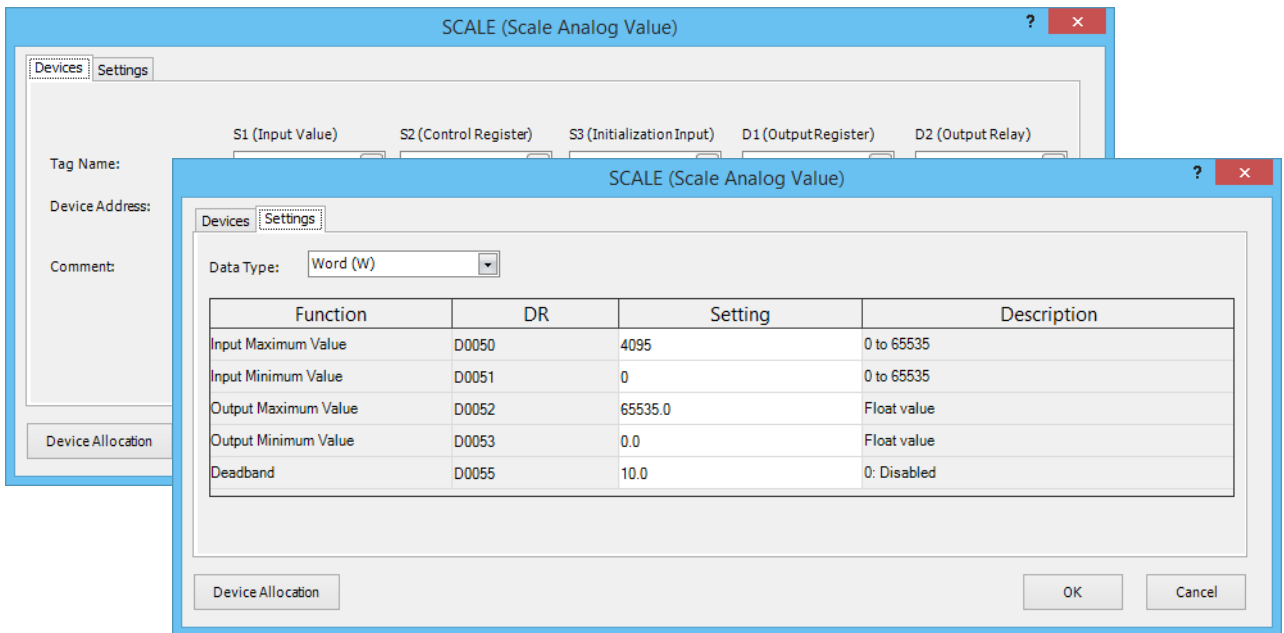 SCALE (Scale Analog Value)
? ×
Devices Settings
S1 (Input Value) S2 (Control Register) S3 (Initialization Input) D1 (Output Register) D2 (Output Relay)
Tag Name:
Device Address:
Comment:
Device Allocation
SCALE (Scale Analog Value)
? ×
Devices Settings
Data Type: Word (W)
Function DR Setting Description
Input Maximum Value D0050 4095 0 to 65535
Input Minimum Value D0051 0 0 to 65535
Output Maximum Value D0052 65535.0 Float value
Output Minimum Value D0053 0.0 Float value
Deadband D0055 10.0 0: Disabled
Device Allocation OK Cancel